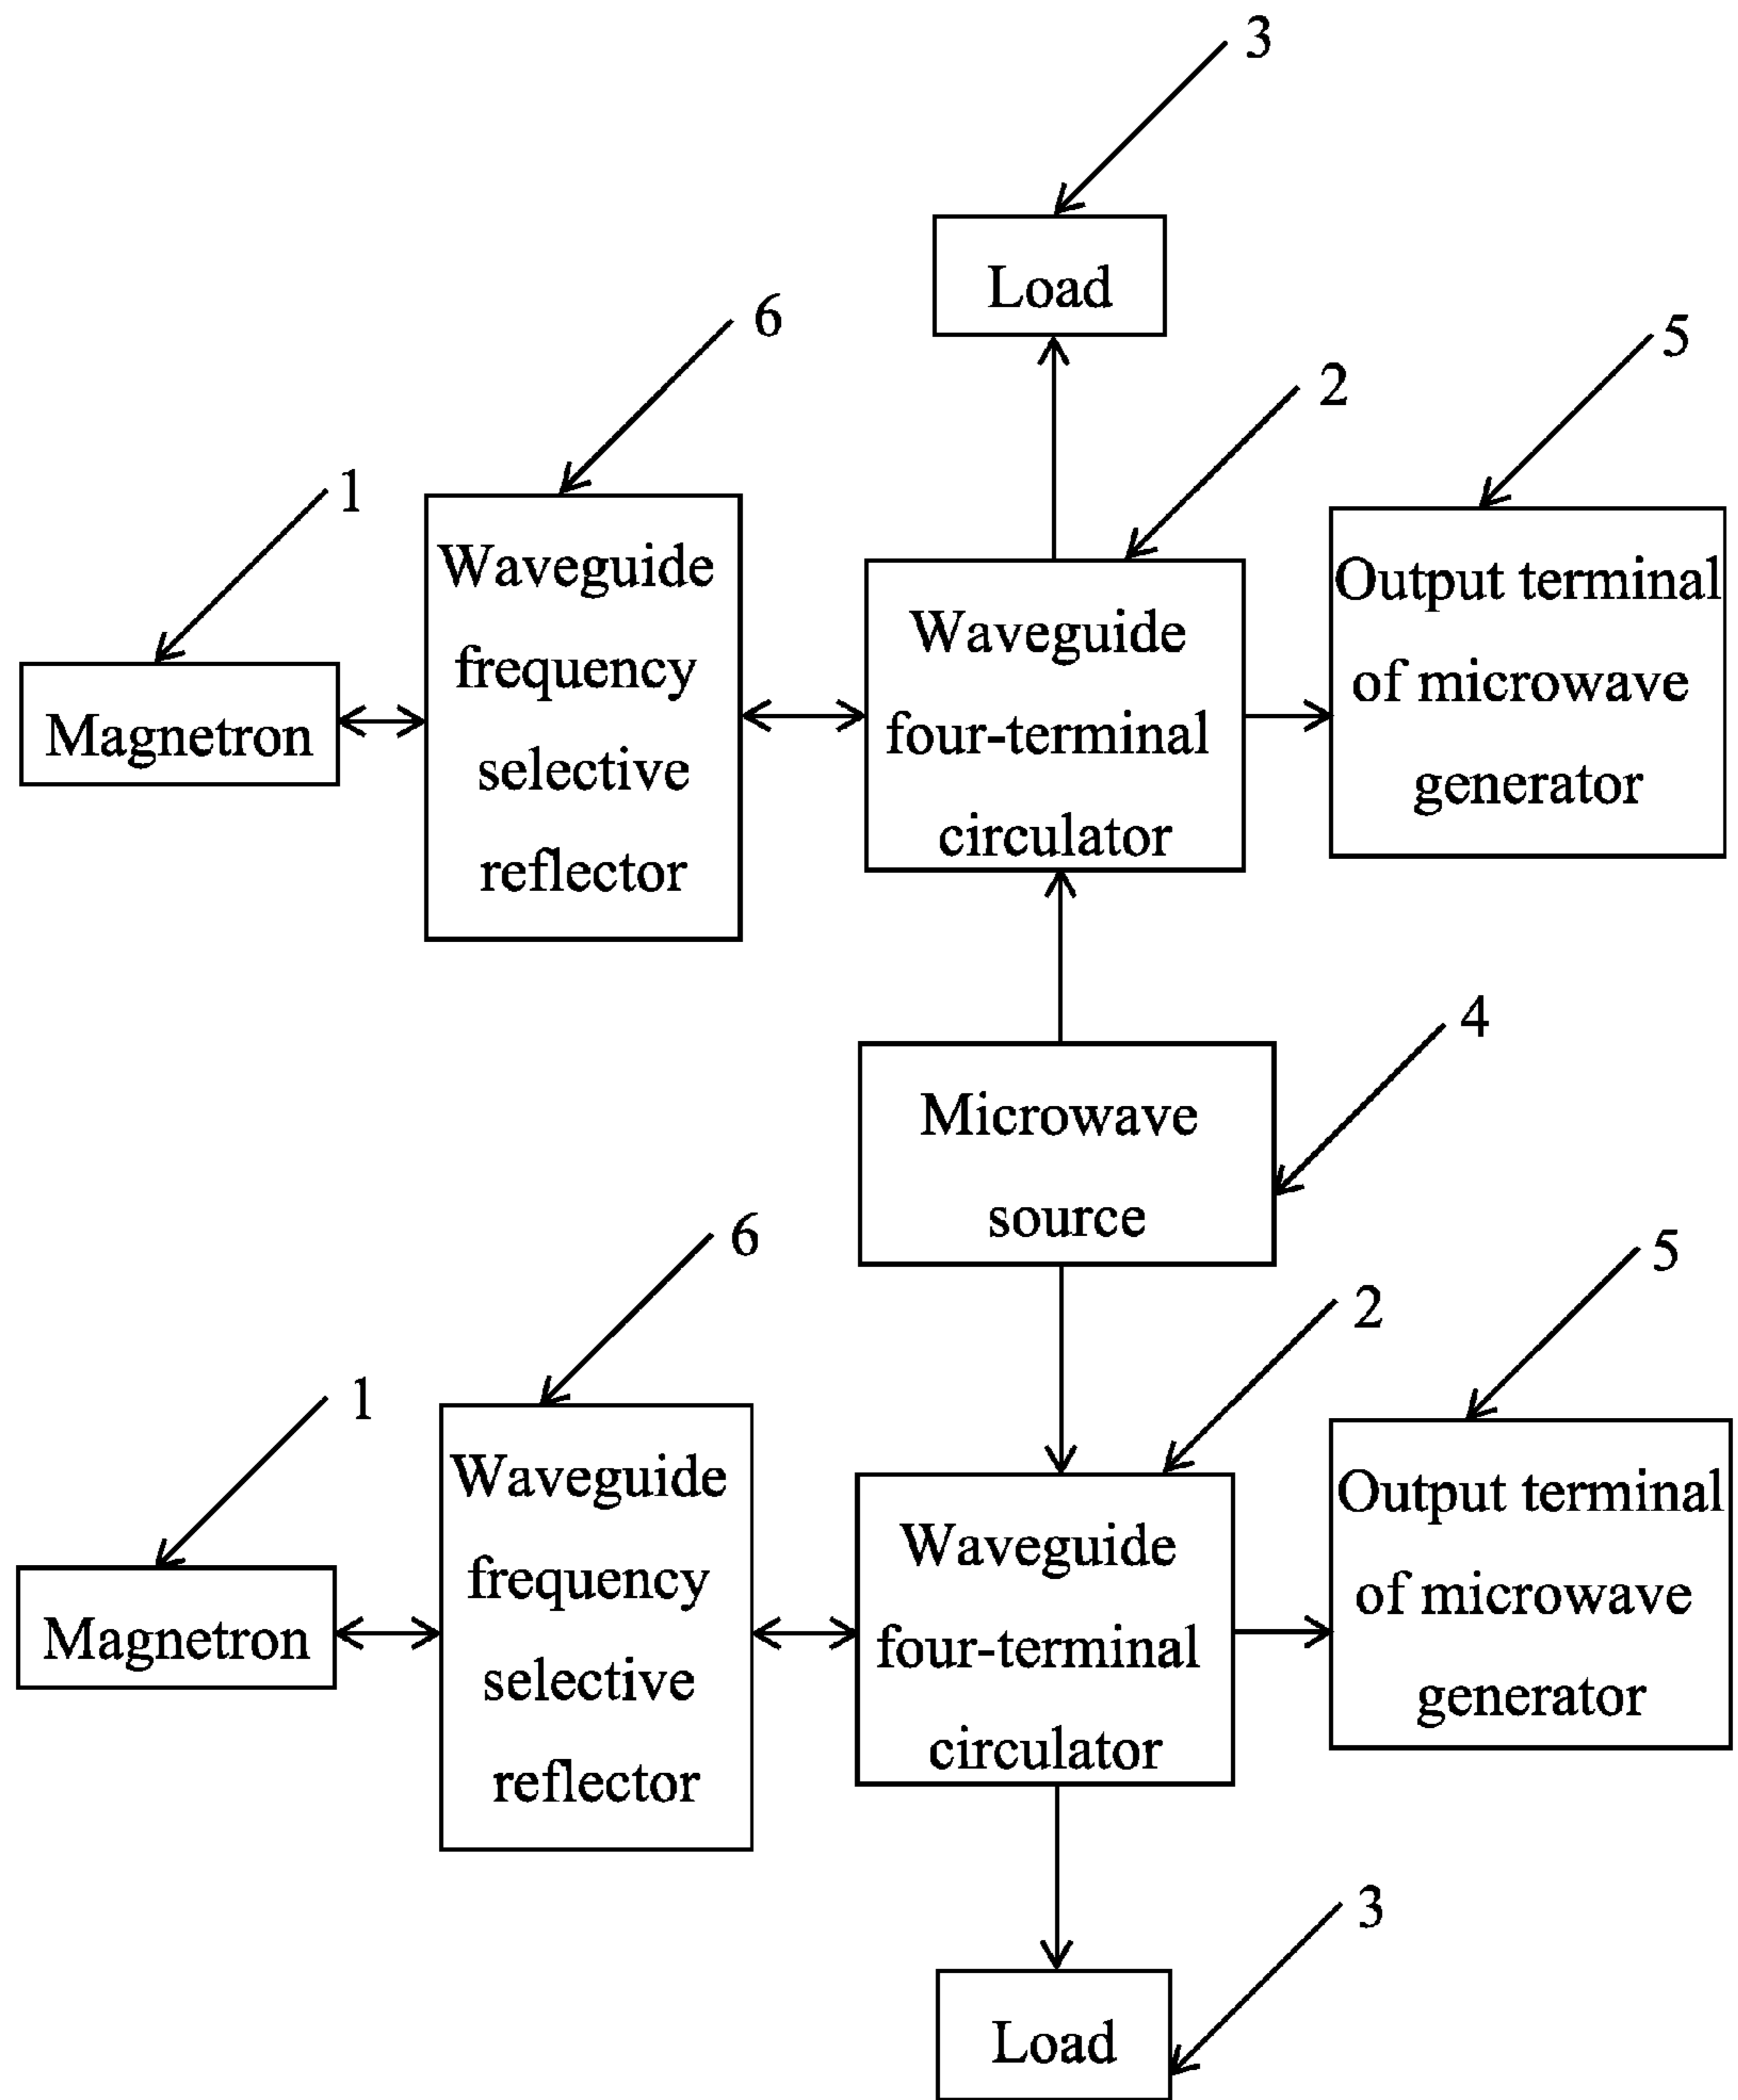 3
Load
6
5
2
1
Waveguide
frequency
selective
reflector
Output terminal
of microwave
generator
Waveguide
four-terminal
circulator
Magnetron
4
Microwave
source
6
5
2
1
Waveguide
frequency
selective
reflector
Output terminal
of microwave
generator
Waveguide
four-terminal
circulator
Magnetron
3
Load